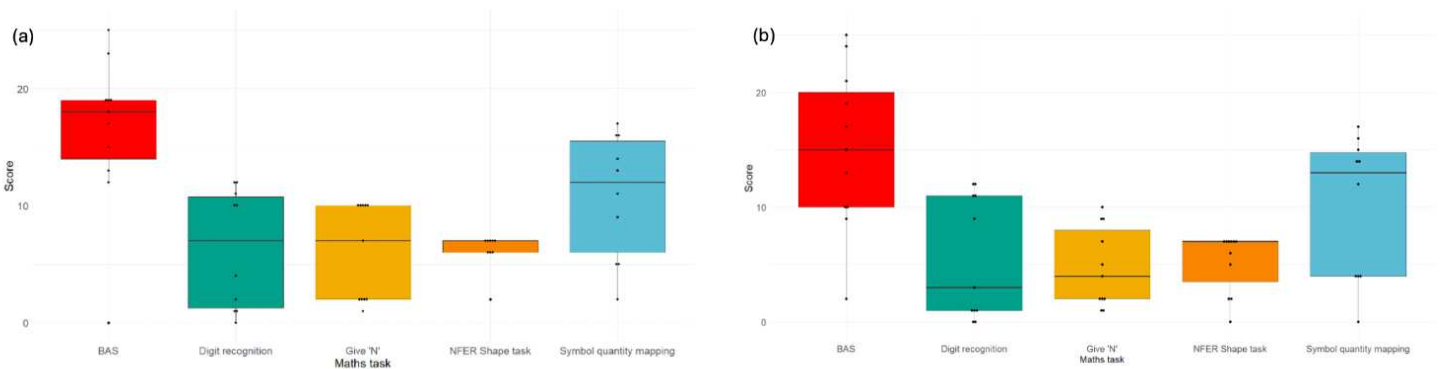 (a)
20
10
0
Score
BAS
Digit recognition
Give 'N'
NFER Shape task
Symbol quantity mapping
Maths task
(b)
20
10
0
Score
BAS
Digit recognition
Give 'N'
NFER Shape task
Symbol quantity mapping
Maths task